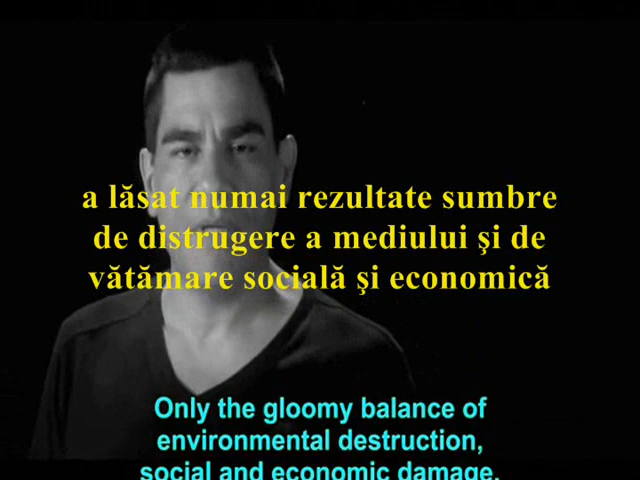 a lăsat numai rezultate sumbre
de distrugere a mediului şi de
vătămare socială şi economică
Only the gloomy balance of
environmental destruction,
social and economic damage.